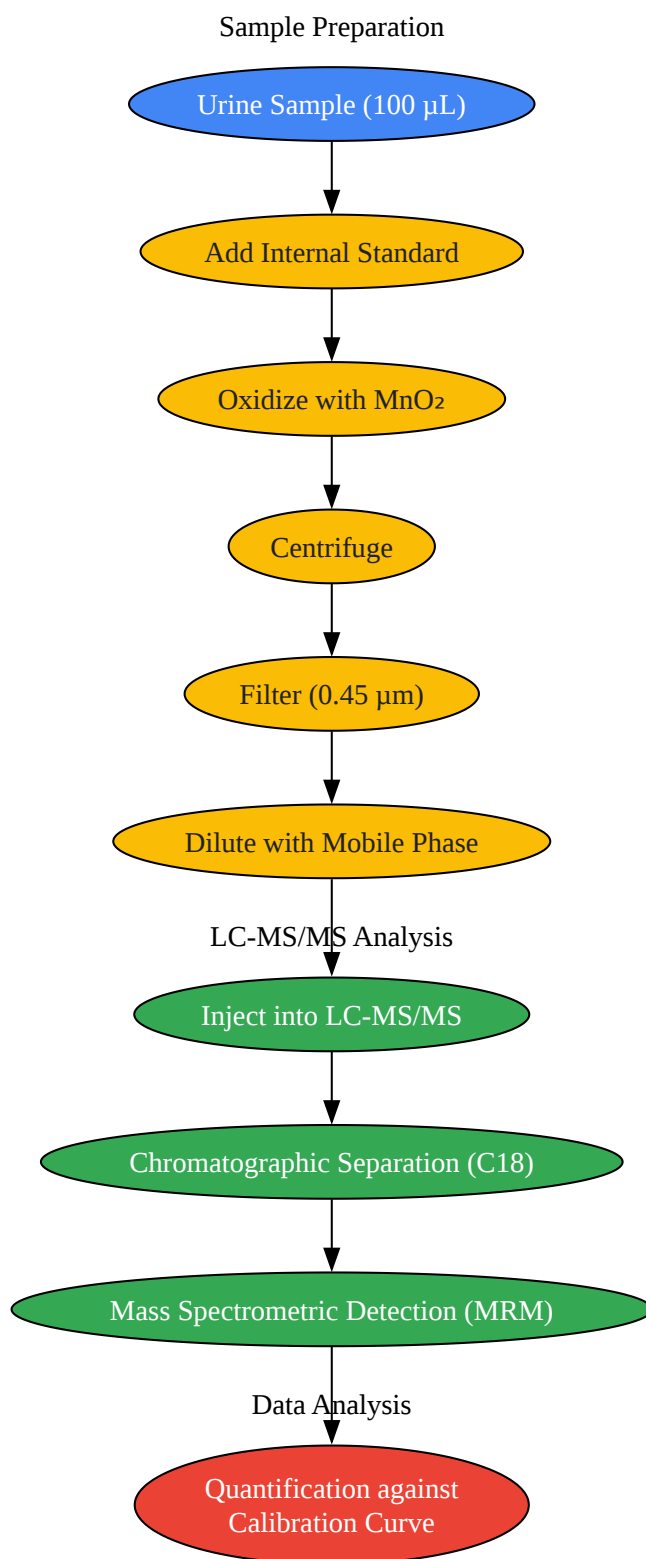 Sample Preparation
Urine Sample (100 µL)
Add Internal Standard
Oxidize with MnO₂
Centrifuge
Filter (0.45 µm)
Dilute with Mobile Phase
LC-MS/MS Analysis
Inject into LC-MS/MS
Chromatographic Separation (C18)
Mass Spectrometric Detection (MRM)
Data Analysis
Quantification against
Calibration Curve